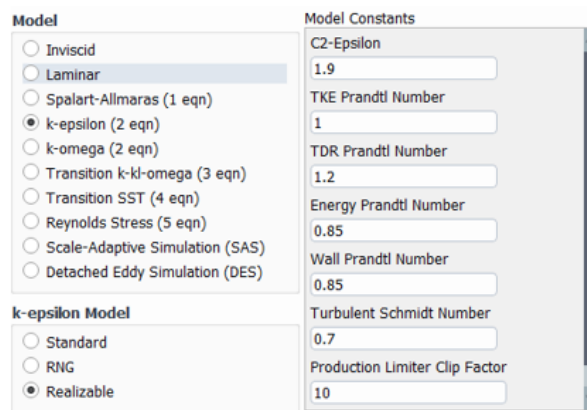 Model
Inviscid
Laminar
Spalart-Allmaras (1 eqn)
k-epsilon (2 eqn)
k-omega (2 eqn)
Transition k-kl-omega (3 eqn)
Transition SST (4 eqn)
Reynolds Stress (5 eqn)
Scale-Adaptive Simulation (SAS)
Detached Eddy Simulation (DES)
k-epsilon Model
Standard
RNG
Realizable
Model Constants
C2-Epsilon
1.9
TKE Prandtl Number
1
TDR Prandtl Number
1.2
Energy Prandtl Number
0.85
Wall Prandtl Number
0.85
Turbulent Schmidt Number
0.7
Production Limiter Clip Factor
10